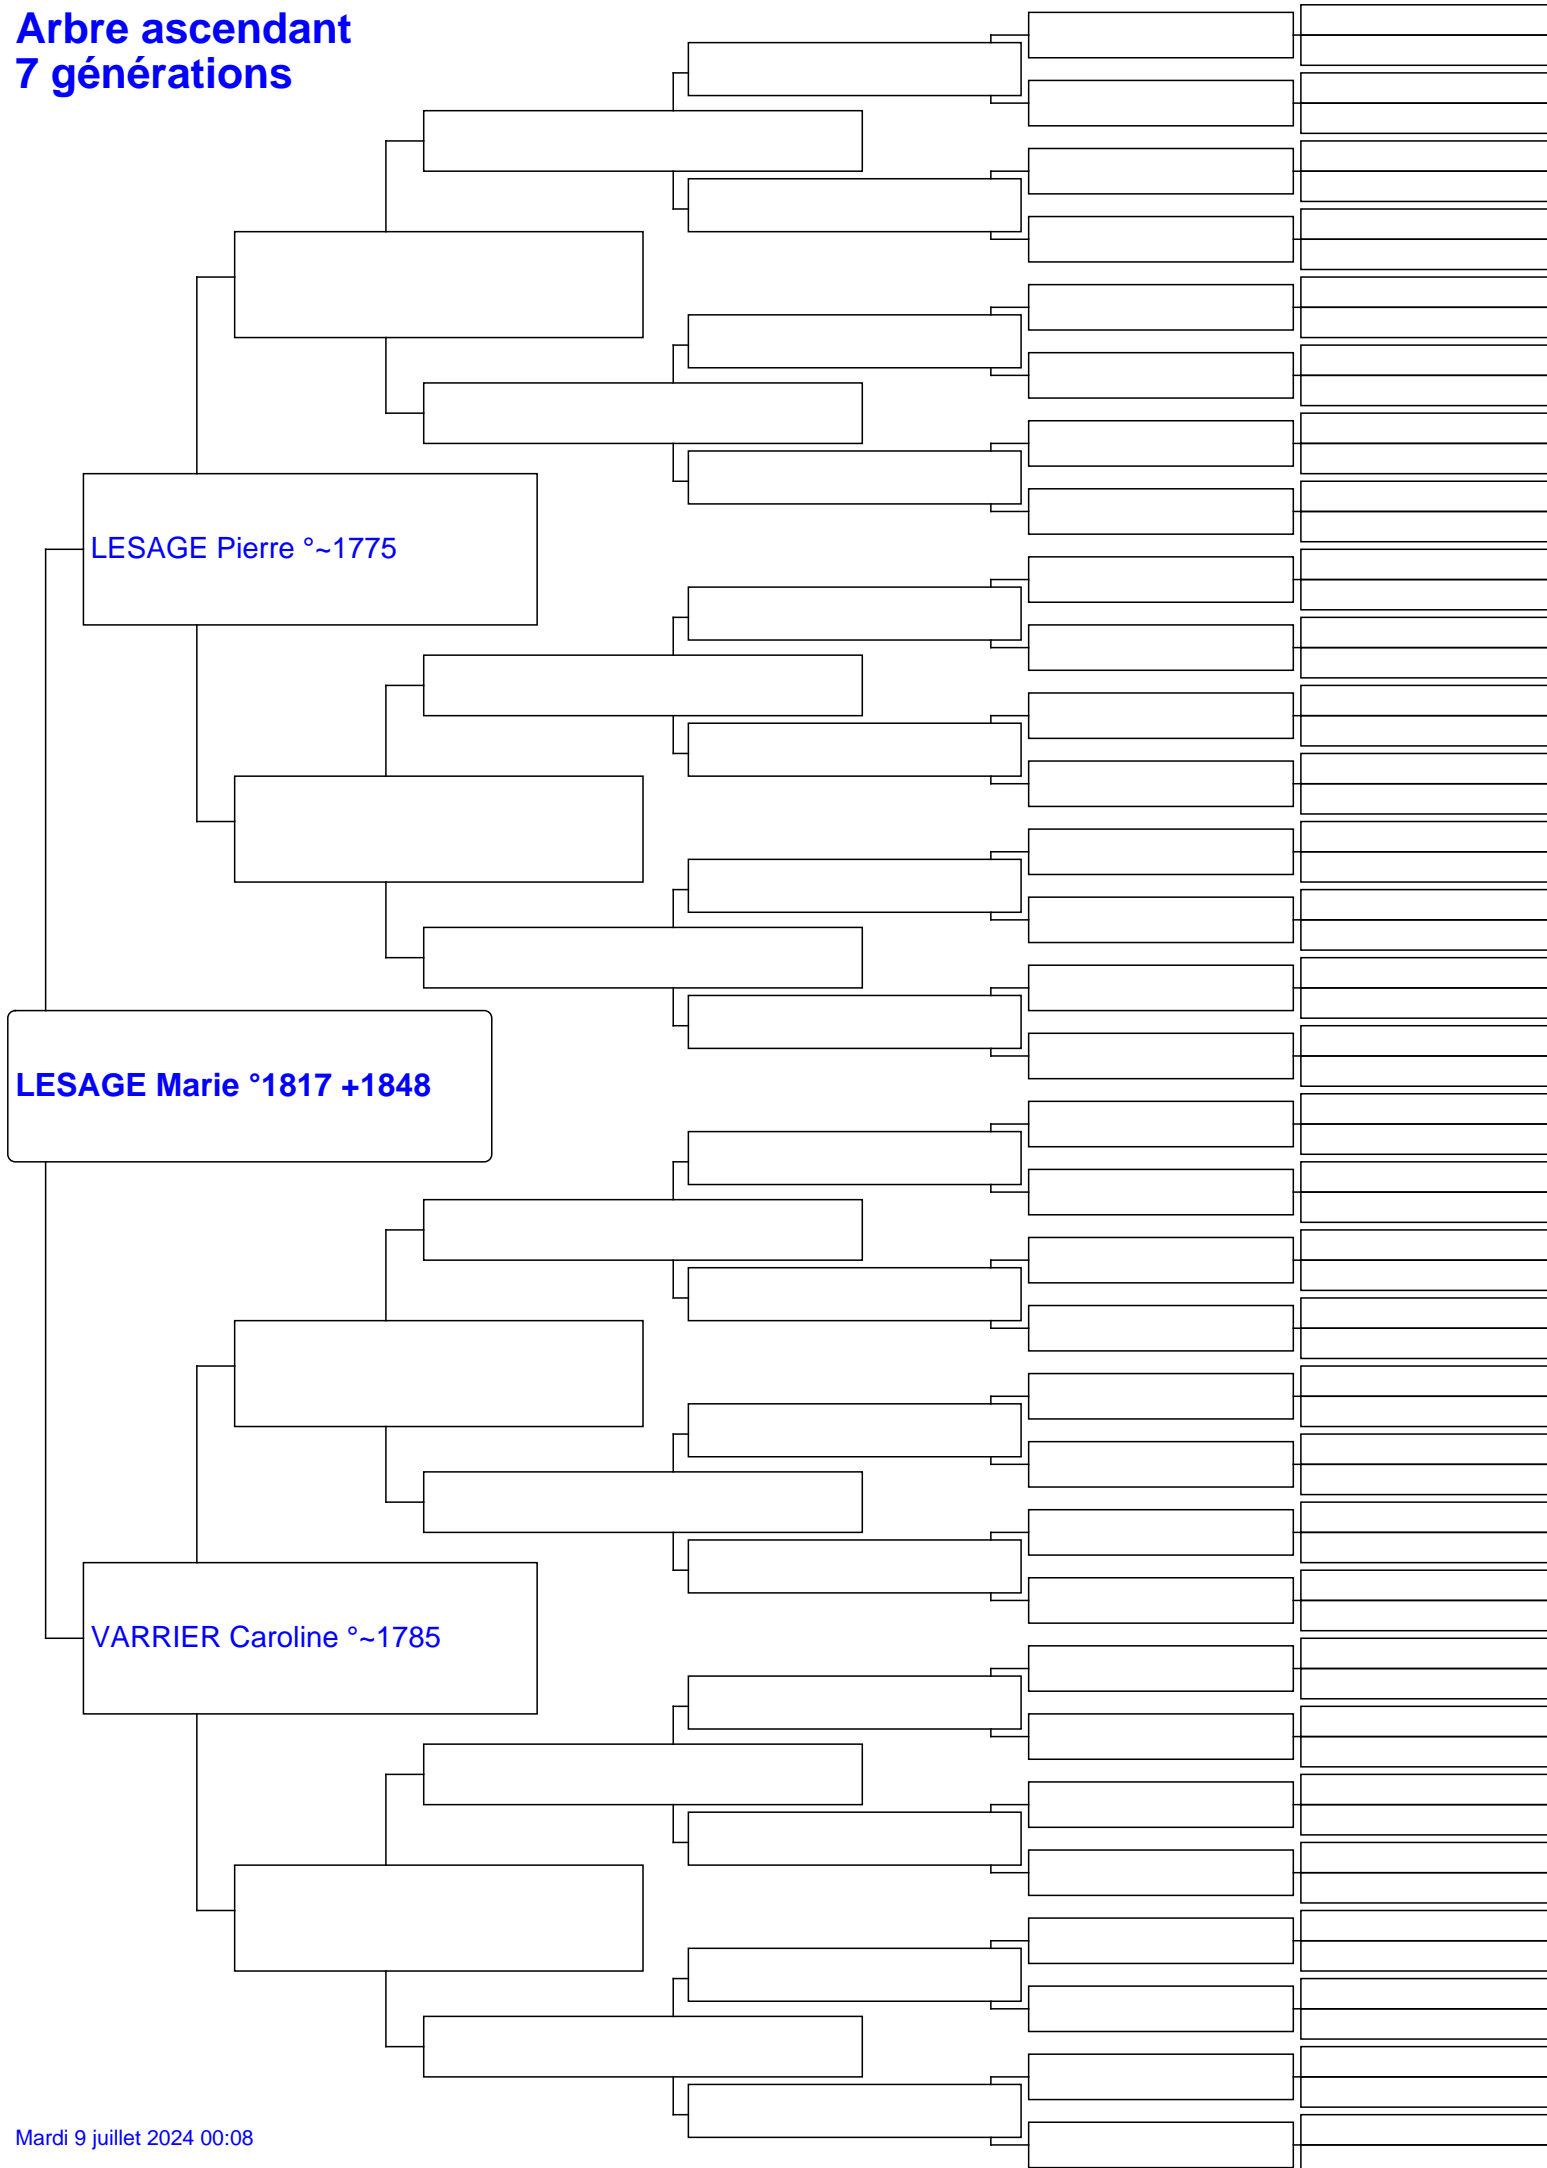 Arbre ascendant
7 générations
LESAGE Pierre °~1775
LESAGE Marie °1817 +1848
VARRIER Caroline °~1785
Mardi 9 juillet 2024 00:08